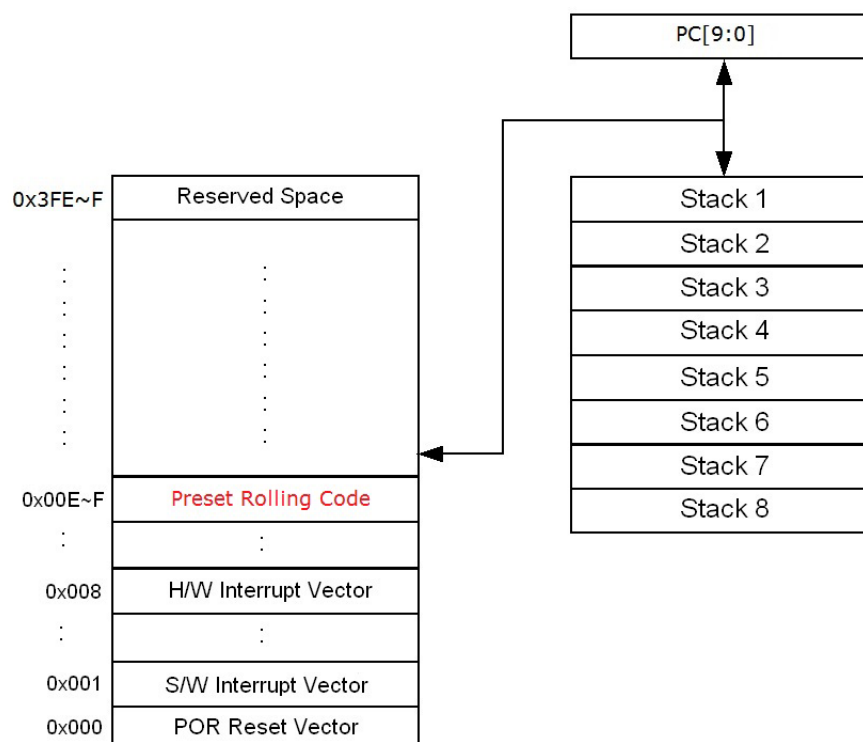 PC[9:0]
0x3FE~F Reserved Space
0x00E~F Preset Rolling Code
0x008 H/W Interrupt Vector
0x001 S/W Interrupt Vector
0x000 POR Reset Vector
Stack 1
Stack 2
Stack 3
Stack 4
Stack 5
Stack 6
Stack 7
Stack 8